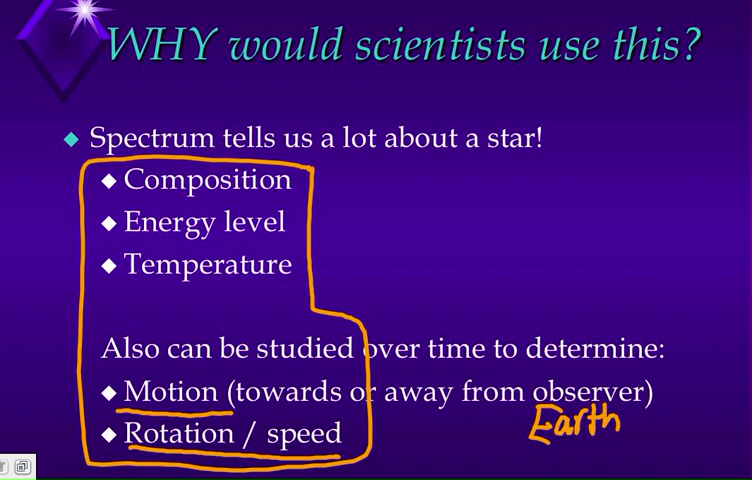 WHY would scientists use this?
Spectrum tells us a lot about a star!
Composition
Energy level
Temperature
Also can be studied over time to determine:
Motion (towards or away from observer)
Earth
Rotation / speed